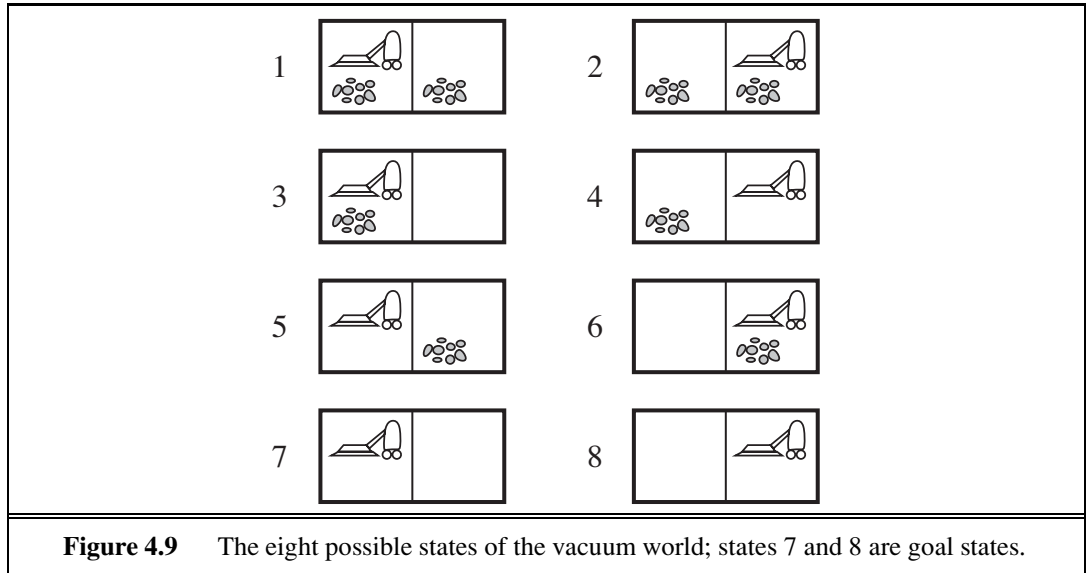 1 2
3 4
5 6
7 8
Figure 4.9 The eight possible states of the vacuum world; states 7 and 8 are goal states.